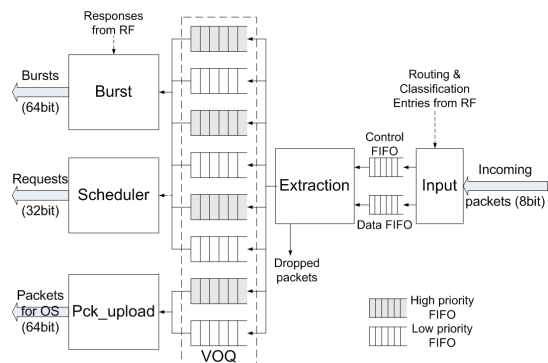 Responses
from RF
Bursts
(64bit)
Burst
Requests
(32bit)
Scheduler
Packets
for OS
(64bit)
Pck_upload
VOQ
Extraction
Dropped
packets
Control
FIFO
Data FIFO
Routing &
Classification
Entries from RF
Input
Incoming
packets (8bit)
High priority
FIFO
Low priority
FIFO